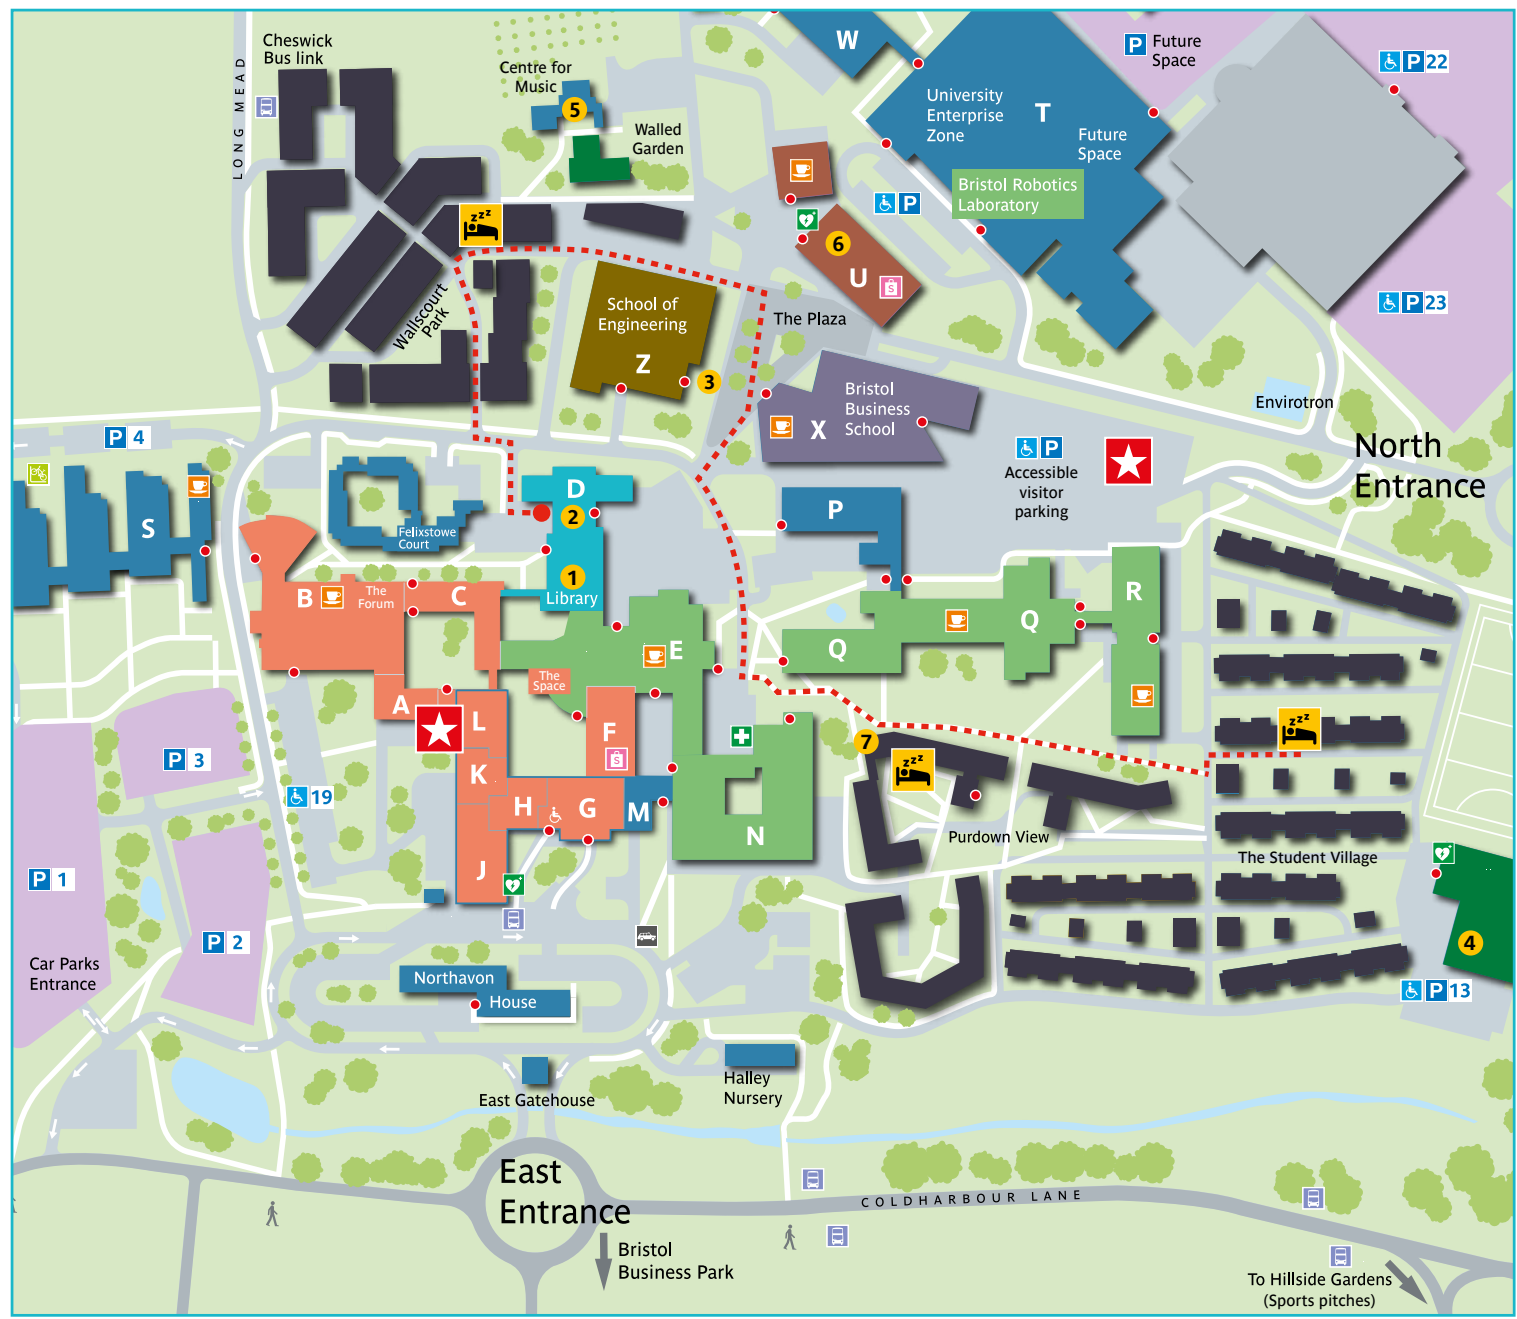 Cheswick
Bus link
LONG MEAD
Centre for
Music
5
Walled
Garden
W
University
Enterprise
Zone
T
Future
Space
Bristol Robotics
Laboratory
P
Future
Space
P 22
P 23
P
6
U
S
zzz
Wallscourt
Park
School of
Engineering
Z
3
The Plaza
Bristol
Business
School
X
Envirotron
North
Entrance
P
Accessible
visitor
parking
P 4
S
Felixstowe
Court
D
2
1
Library
P
B
The
Forum
C
E
The
Space
Q
Q
R
A
L
F
S
K
H
G
M
J
N
P 3
19
P 1
P 2
Car Parks
Entrance
7
zzz
zzz
Purdown View
The Student Village
4
P 13
Northavon
House
East Gatehouse
Halley
Nursery
East
Entrance
COLDHARBOUR LANE
Bristol
Business Park
To Hillside Gardens
(Sports pitches)